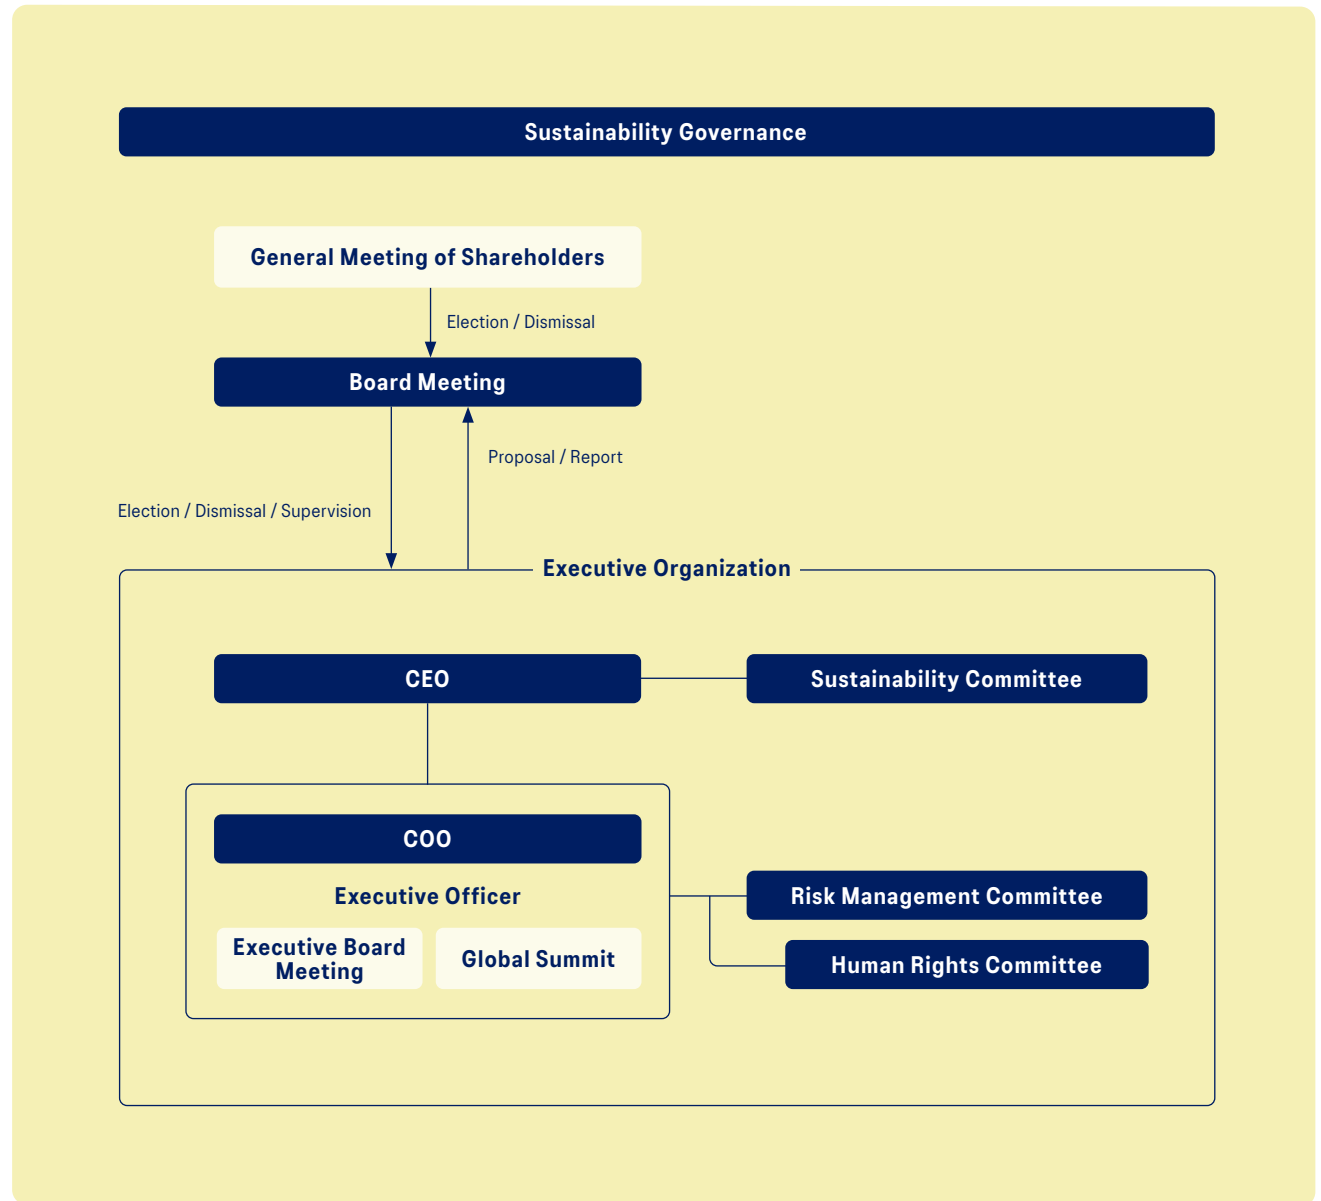 Sustainability Governance
General Meeting of Shareholders
Election / Dismissal
Board Meeting
Proposal / Report
Election / Dismissal / Supervision
Executive Organization
CEO
Sustainability Committee
COO
Executive Officer
Executive Board
Meeting
Global Summit
Risk Management Committee
Human Rights Committee